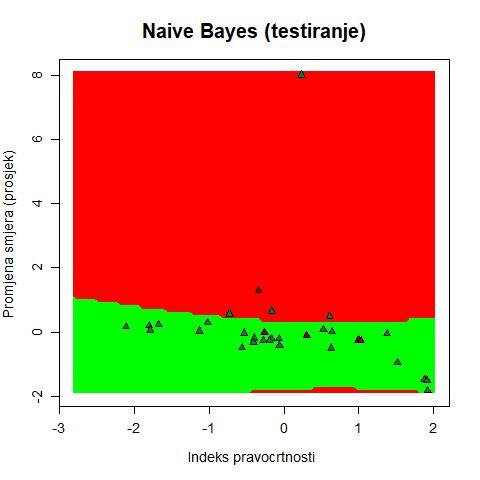 Naive Bayes (testiranje)
Promjena smjera (prosjek)
8
6
4
2
0
-2
-3 -2 -1 0 1 2
Indeks pravocrtnosti